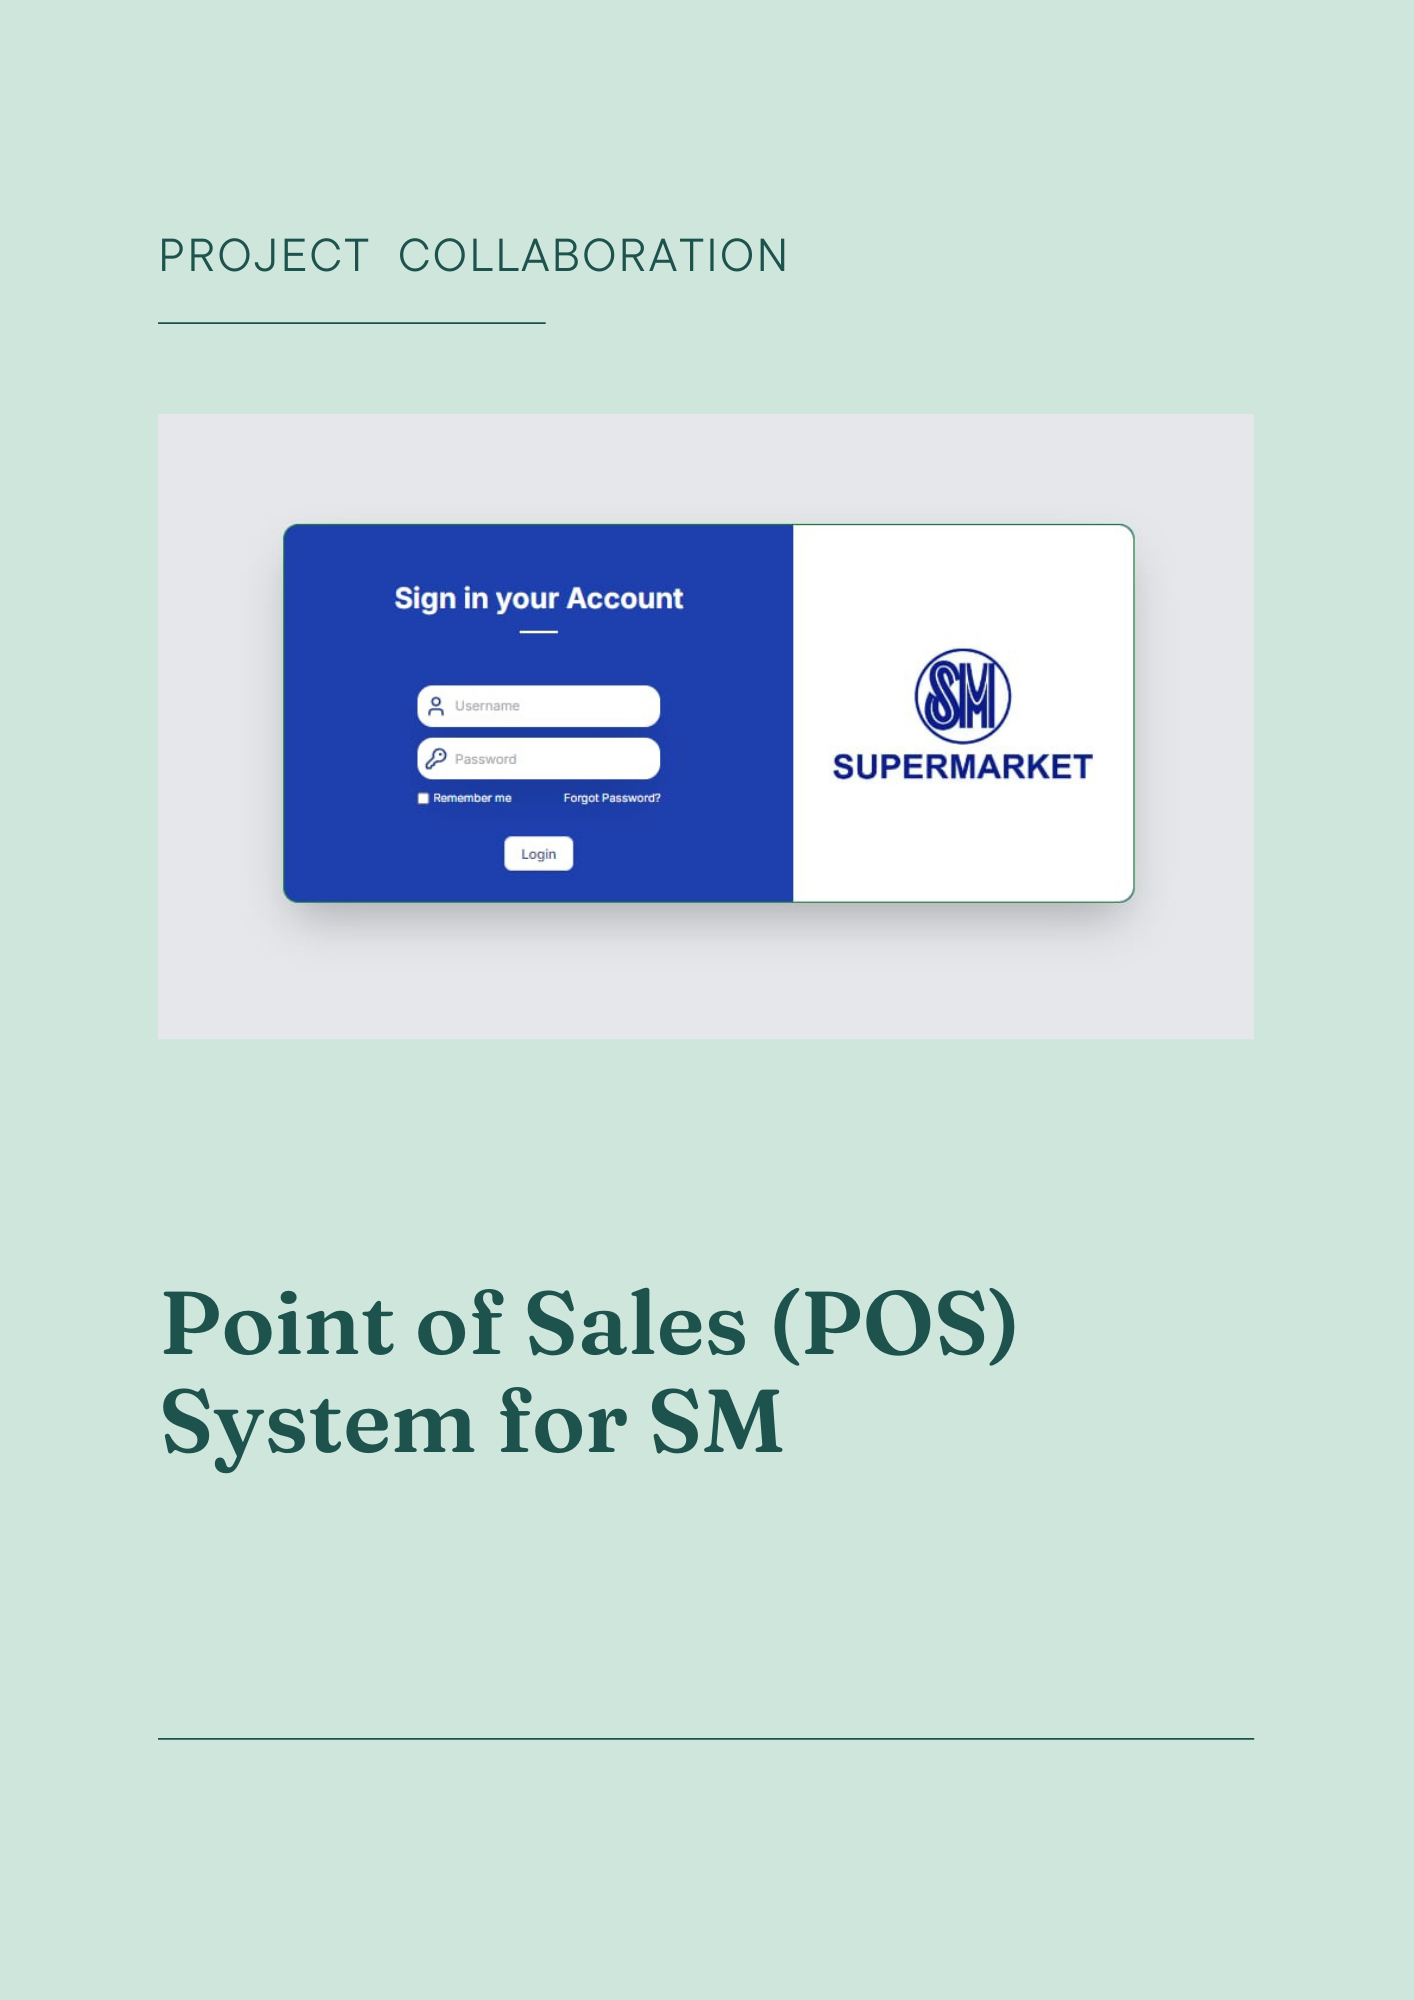 PROJECT COLLABORATION
Sign in your Account
Username
Password
Remember me Forgot Password?
Login
SM
SUPERMARKET
Point of Sales (POS)
System for SM